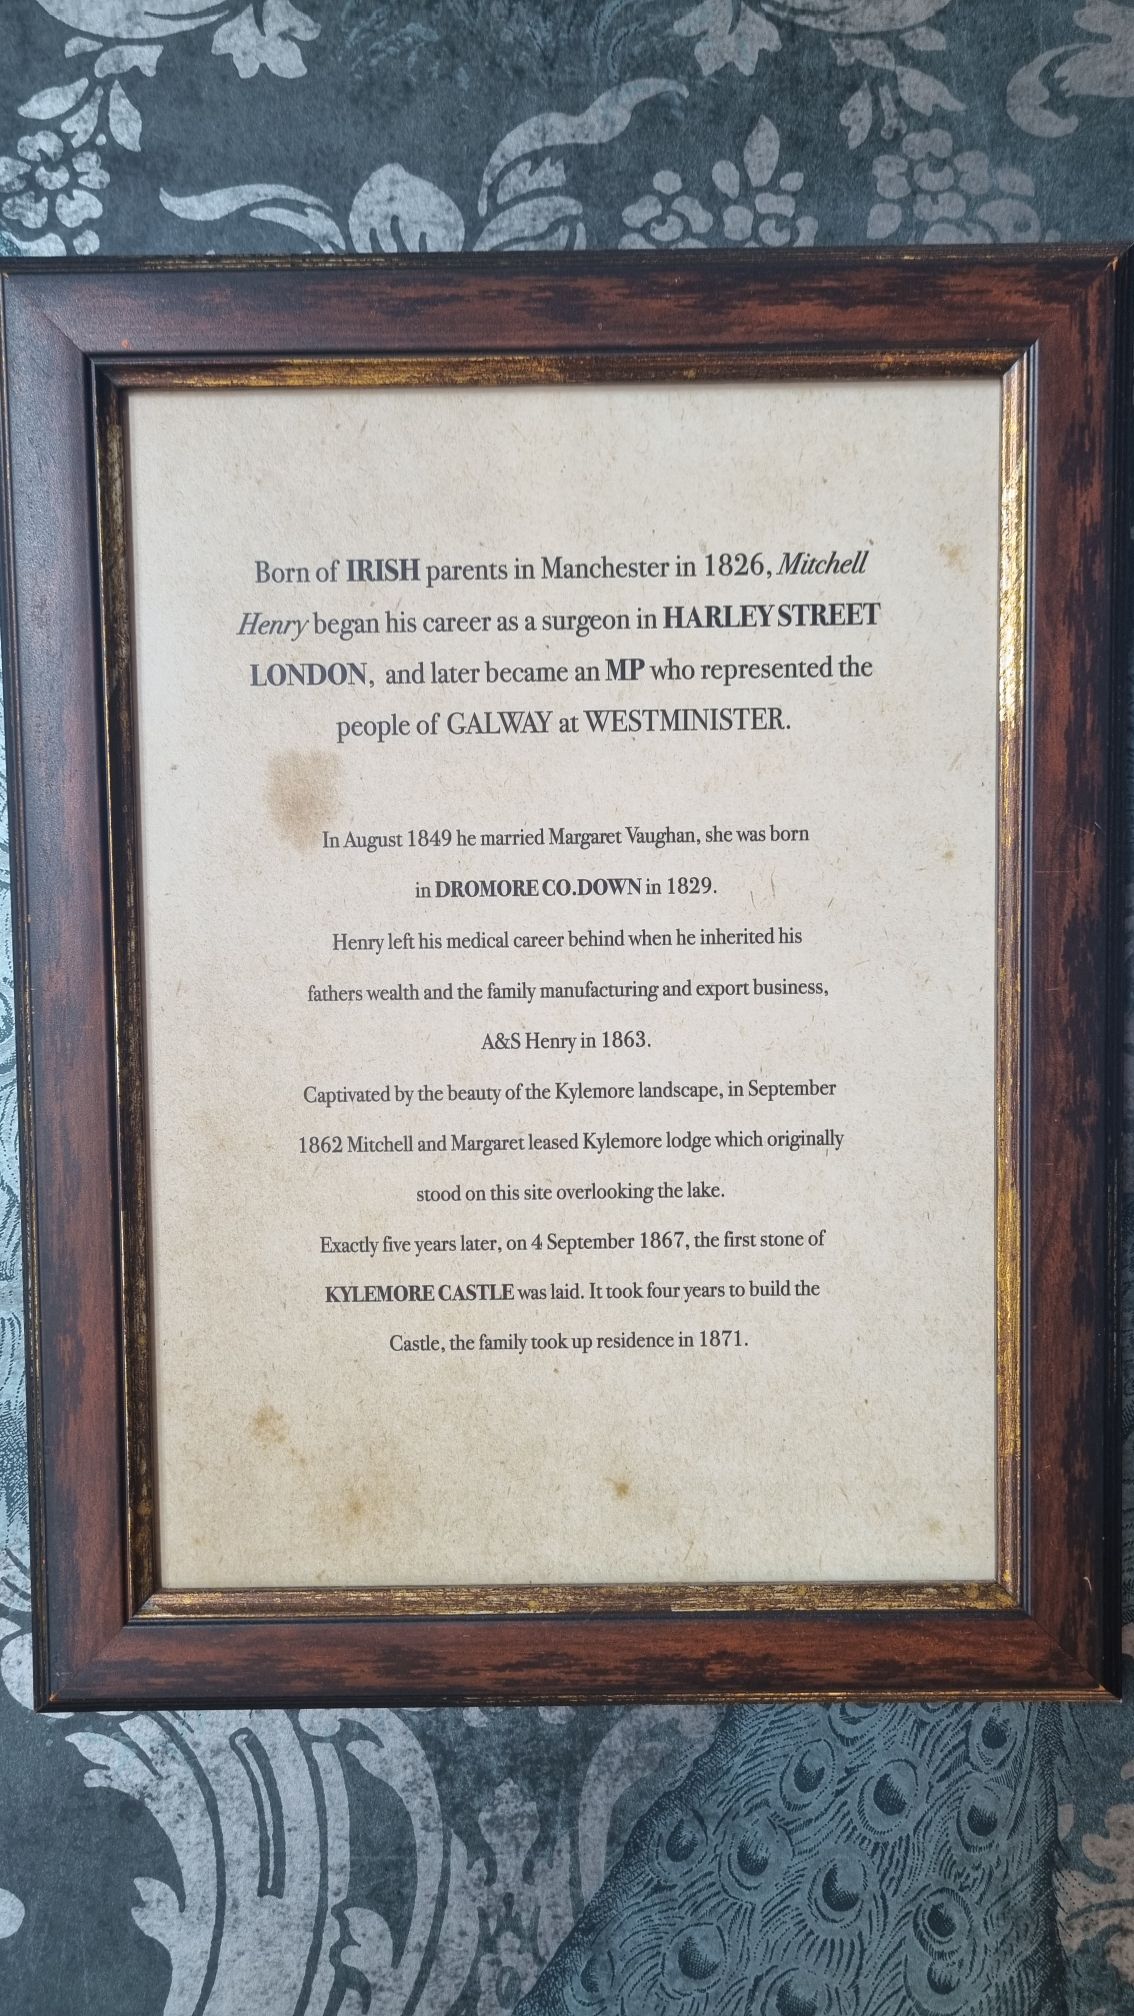 Born of IRISH parents in Manchester in 1826, Mitchell
Henry began his career as a surgeon in HARLEY STREET
LONDON, and later became an MP who represented the
people of GALWAY at WESTMINISTER.
In August 1849 he married Margaret Vaughan, she was born
in DROMORE CO.DOWN in 1829.
Henry left his medical career behind when he inherited his
fathers wealth and the family manufacturing and export business,
A&S Henry in 1863.
Captivated by the beauty of the Kylemore landscape, in September
1862 Mitchell and Margaret leased Kylemore lodge which originally
stood on this site overlooking the lake.
Exactly five years later, on 4 September 1867, the first stone of
KYLEMORE CASTLE was laid. It took four years to build the
Castle, the family took up residence in 1871.